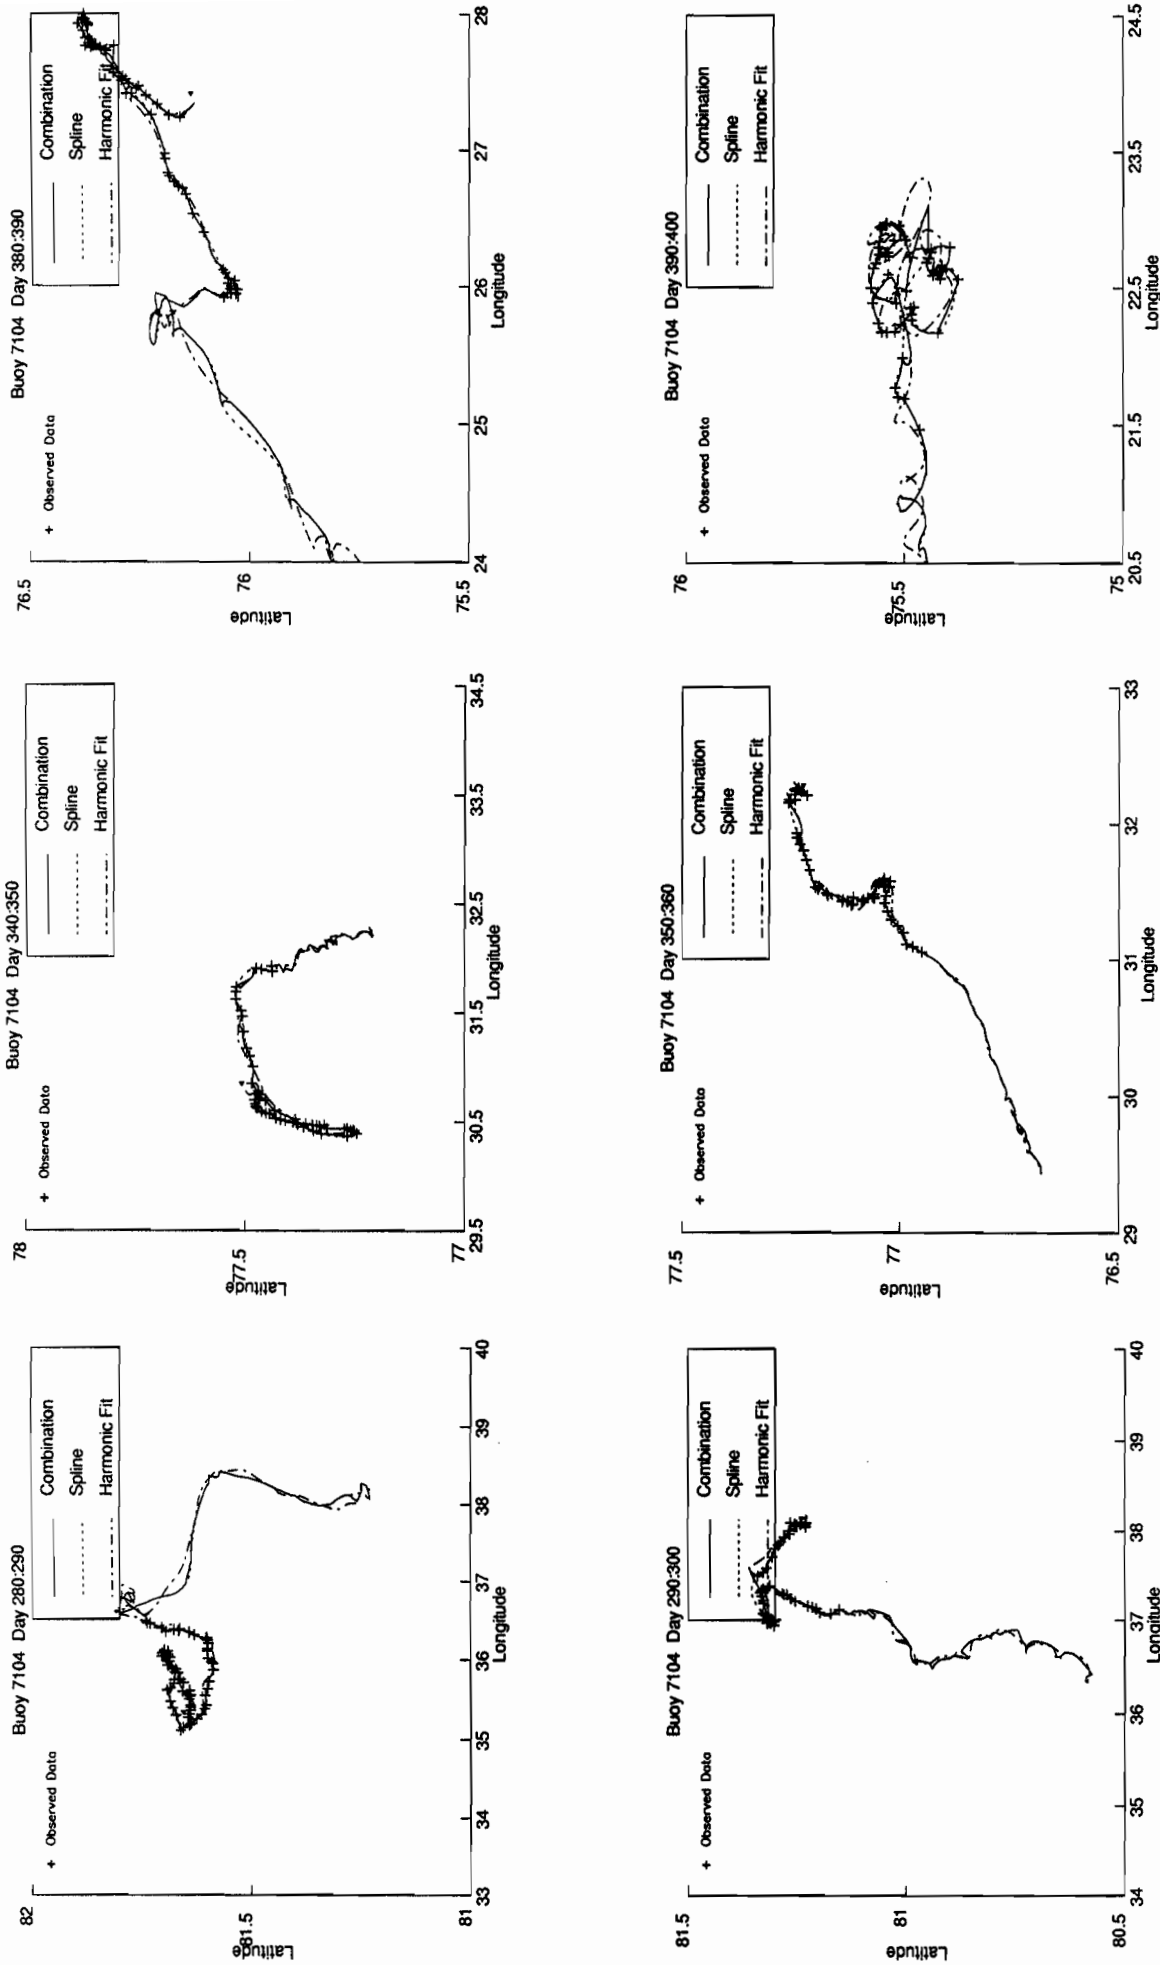 Buoy 7104 Day 280:290
+ Observed Data
Combination
Spline
Harmonic Fit
82
81.5
81
Latitude
33
34
35
36
37
38
39
40
Longitude
Buoy 7104 Day 340:350
+ Observed Data
Combination
Spline
Harmonic Fit
78
77.5
77
Latitude
29.5
30.5
31.5
32.5
33.5
34.5
Longitude
Buoy 7104 Day 380:390
+ Observed Data
Combination
Spline
Harmonic Fit
76.5
76
75.5
Latitude
24
25
26
27
28
Longitude
Buoy 7104 Day 290:300
+ Observed Data
Combination
Spline
Harmonic Fit
81.5
81
80.5
Latitude
34
35
36
37
38
39
40
Longitude
Buoy 7104 Day 350:360
+ Observed Data
Combination
Spline
Harmonic Fit
77.5
77
76.5
Latitude
29
30
31
32
33
Longitude
Buoy 7104 Day 390:400
+ Observed Data
Combination
Spline
Harmonic Fit
76
75.5
75
Latitude
20.5
21.5
22.5
23.5
24.5
Longitude